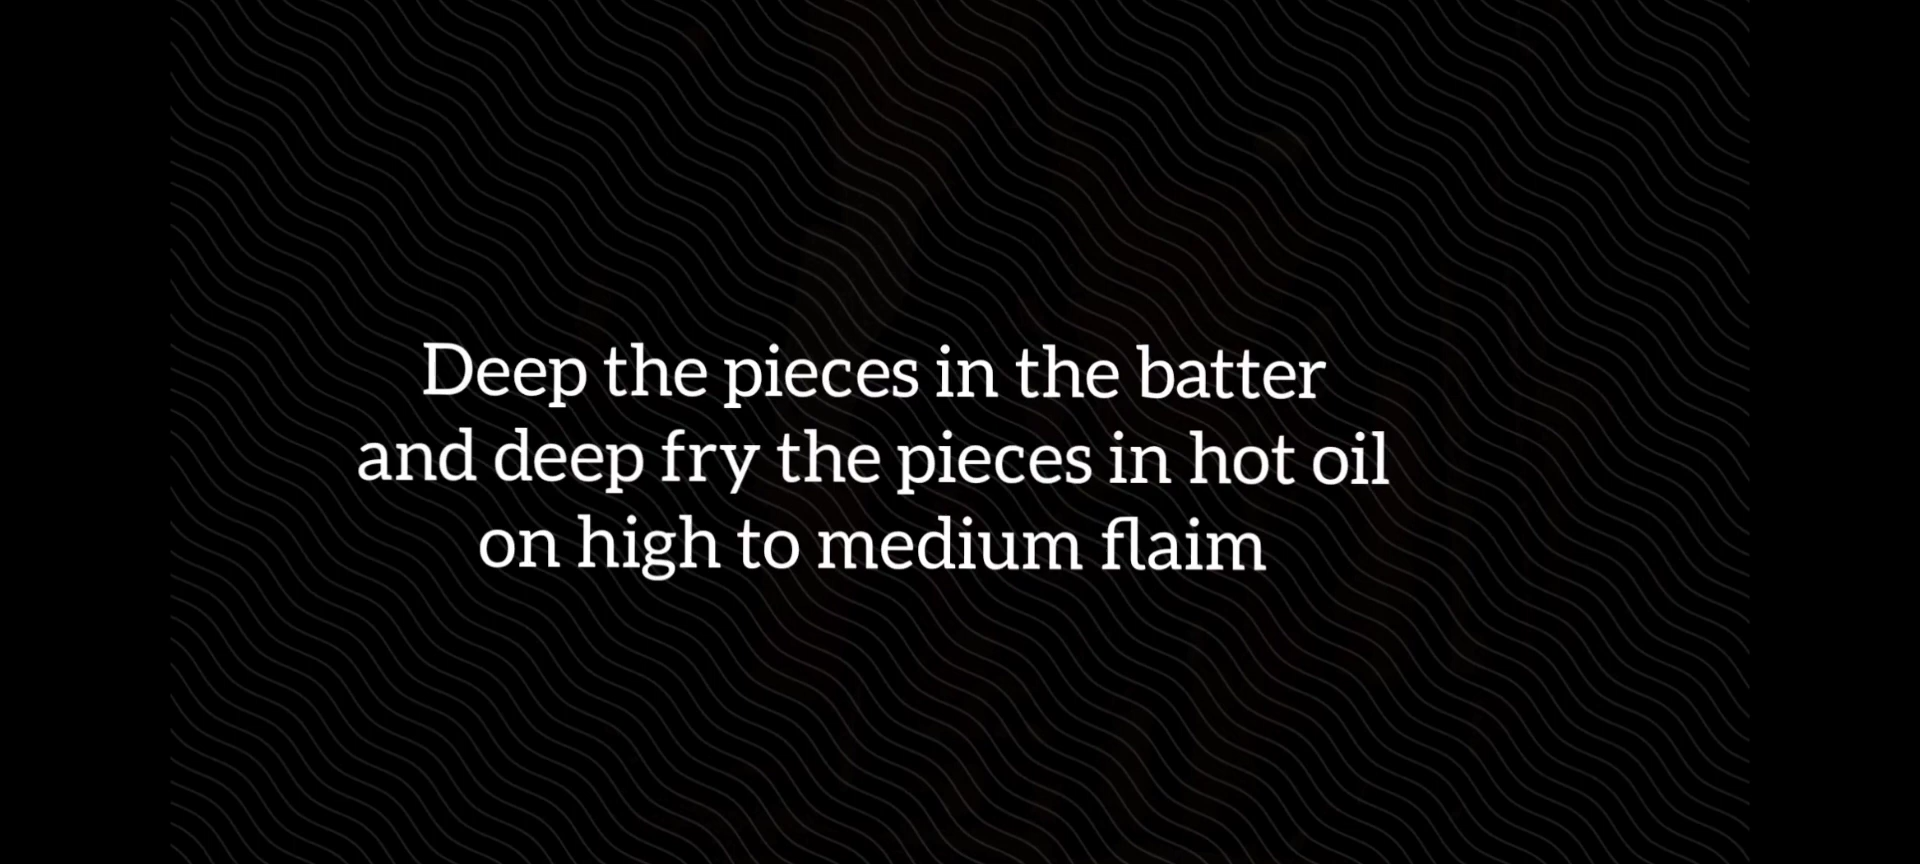 Deep the pieces in the batter
and deep fry the pieces in hot oil
on high to medium flaim